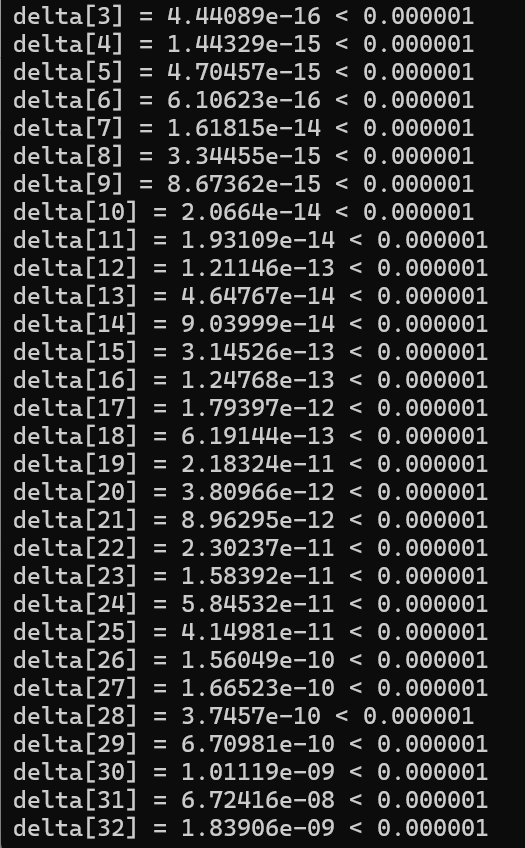 delta[3] = 4.44089e-16 < 0.000001
delta[4] = 1.44329e-15 < 0.000001
delta[5] = 4.70457e-15 < 0.000001
delta[6] = 6.10623e-16 < 0.000001
delta[7] = 1.61815e-14 < 0.000001
delta[8] = 3.34455e-15 < 0.000001
delta[9] = 8.67362e-15 < 0.000001
delta[10] = 2.0664e-14 < 0.000001
delta[11] = 1.93109e-14 < 0.000001
delta[12] = 1.21146e-13 < 0.000001
delta[13] = 4.64767e-14 < 0.000001
delta[14] = 9.03999e-14 < 0.000001
delta[15] = 3.14526e-13 < 0.000001
delta[16] = 1.24768e-13 < 0.000001
delta[17] = 1.79397e-12 < 0.000001
delta[18] = 6.19144e-13 < 0.000001
delta[19] = 2.18324e-11 < 0.000001
delta[20] = 3.80966e-12 < 0.000001
delta[21] = 8.96295e-12 < 0.000001
delta[22] = 2.30237e-11 < 0.000001
delta[23] = 1.58392e-11 < 0.000001
delta[24] = 5.84532e-11 < 0.000001
delta[25] = 4.14981e-11 < 0.000001
delta[26] = 1.56049e-10 < 0.000001
delta[27] = 1.66523e-10 < 0.000001
delta[28] = 3.7457e-10 < 0.000001
delta[29] = 6.70981e-10 < 0.000001
delta[30] = 1.01119e-09 < 0.000001
delta[31] = 6.72416e-08 < 0.000001
delta[32] = 1.83906e-09 < 0.000001